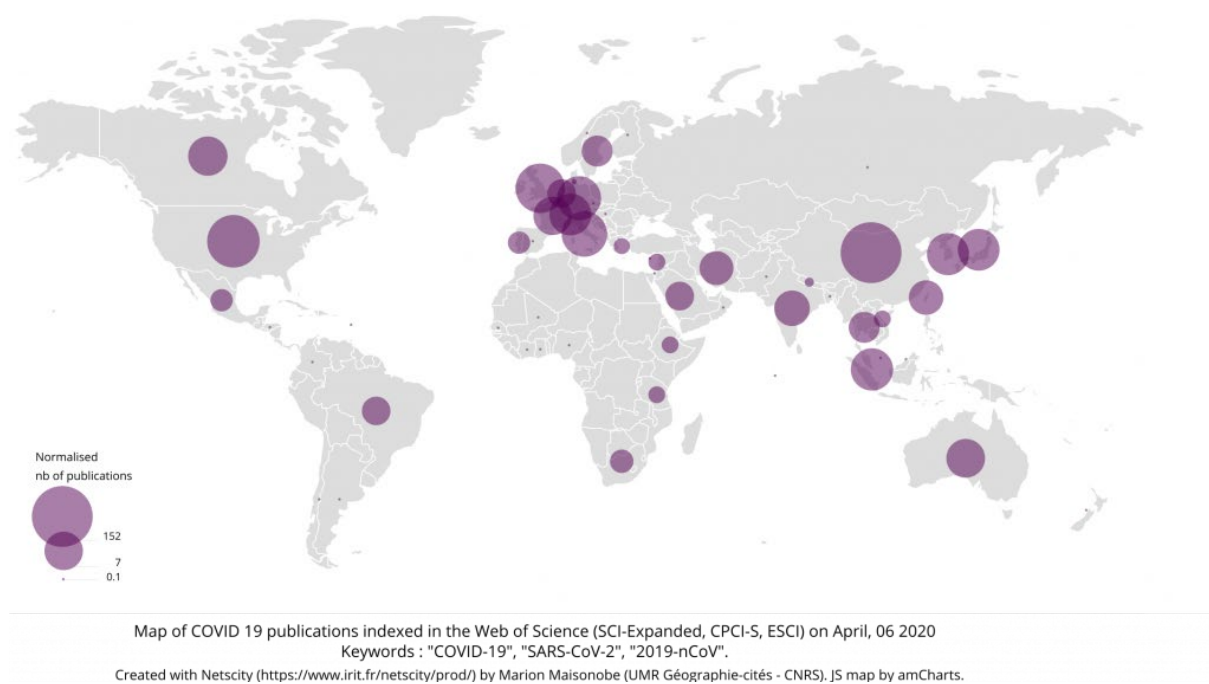 Normalised
nb of publications
152
7
0.1
Map of COVID 19 publications indexed in the Web of Science (SCI-Expanded, CPCI-S, ESCI) on April, 06 2020
Keywords : "COVID-19", "SARS-CoV-2", "2019-nCoV".
Created with Netscity (https://www.irit.fr/netscity/prod/) by Marion Maisonobe (UMR Géographie-cités - CNRS). JS map by amCharts.